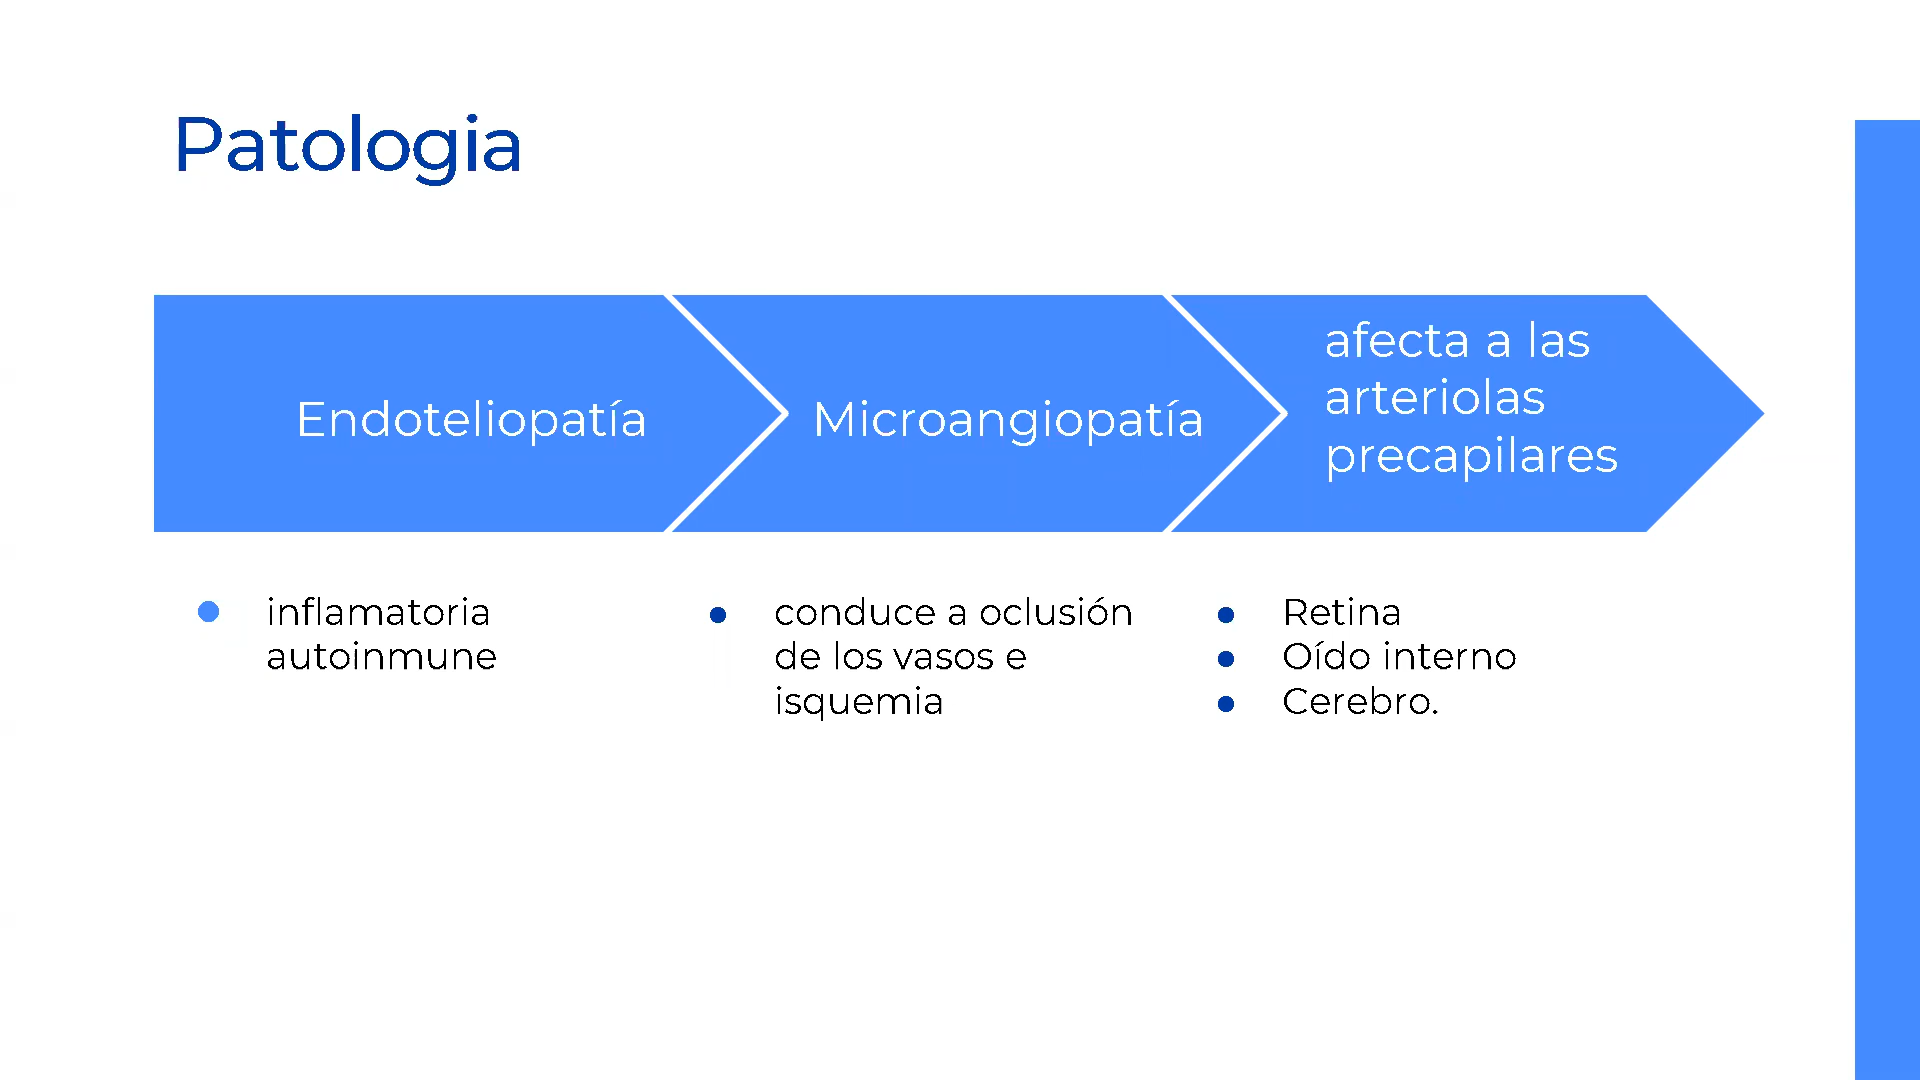 Patologia
Endoteliopatía
Microangiopatía
afecta a las
arteriolas
precapilares
● inflamatoria
autoinmune
● conduce a oclusión
de los vasos e
isquemia
● Retina
● Oído interno
● Cerebro.